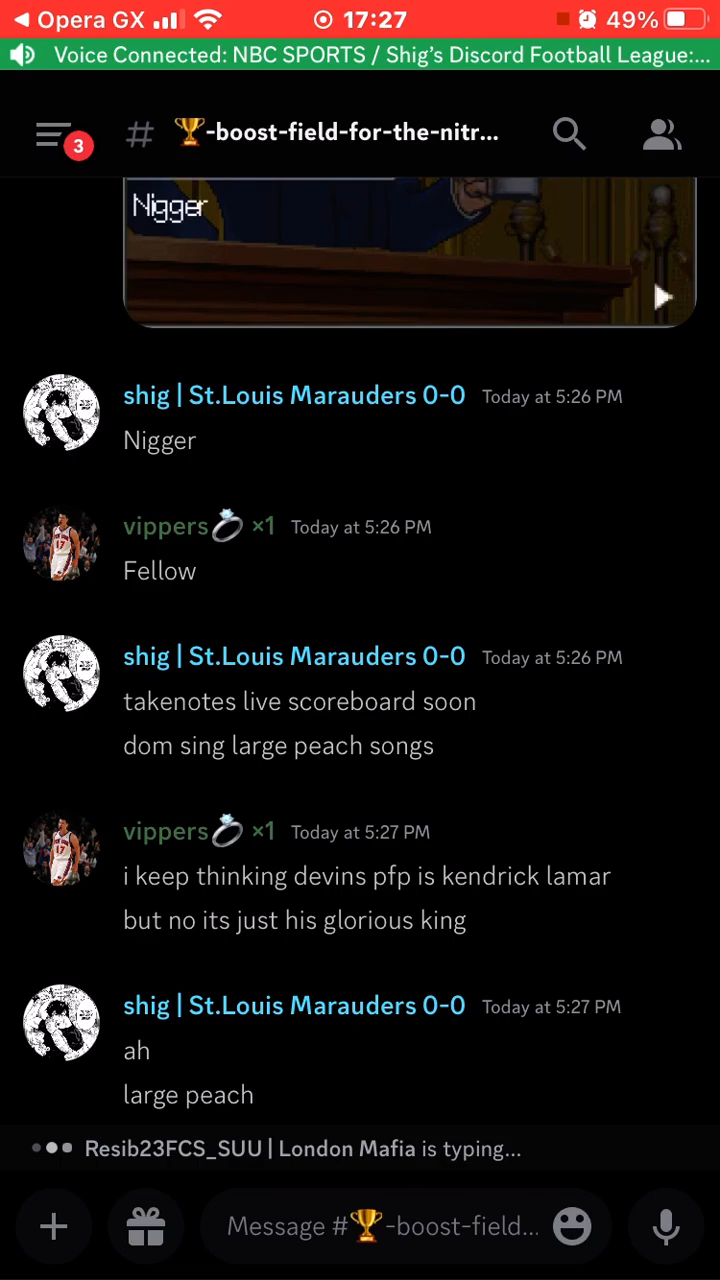 Opera GX
17:27
49%
Voice Connected: NBC SPORTS / Shig's Discord Football League:...
3
# 🏆-boost-field-for-the-nitr...
Nigger
shig | St.Louis Marauders 0-0 Today at 5:26 PM
Nigger
vippers💍 ×1 Today at 5:26 PM
Fellow
shig | St.Louis Marauders 0-0 Today at 5:26 PM
takenotes live scoreboard soon
dom sing large peach songs
vippers💍 ×1 Today at 5:27 PM
i keep thinking devins pfp is kendrick lamar
but no its just his glorious king
shig | St.Louis Marauders 0-0 Today at 5:27 PM
ah
large peach
Resib23FCS_SUU | London Mafia is typing...
Message #🏆-boost-field...